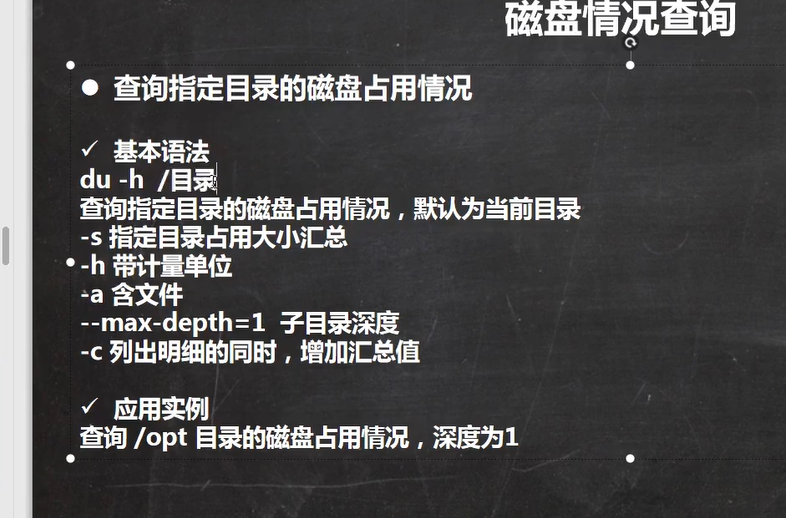 磁盘情况查询
● 查询指定目录的磁盘占用情况
✓ 基本语法
du -h /目录
查询指定目录的磁盘占用情况，默认为当前目录
-s 指定目录占用大小汇总
-h 带计量单位
-a 含文件
--max-depth=1 子目录深度
-c 列出明细的同时，增加汇总值
✓ 应用实例
查询 /opt 目录的磁盘占用情况，深度为1